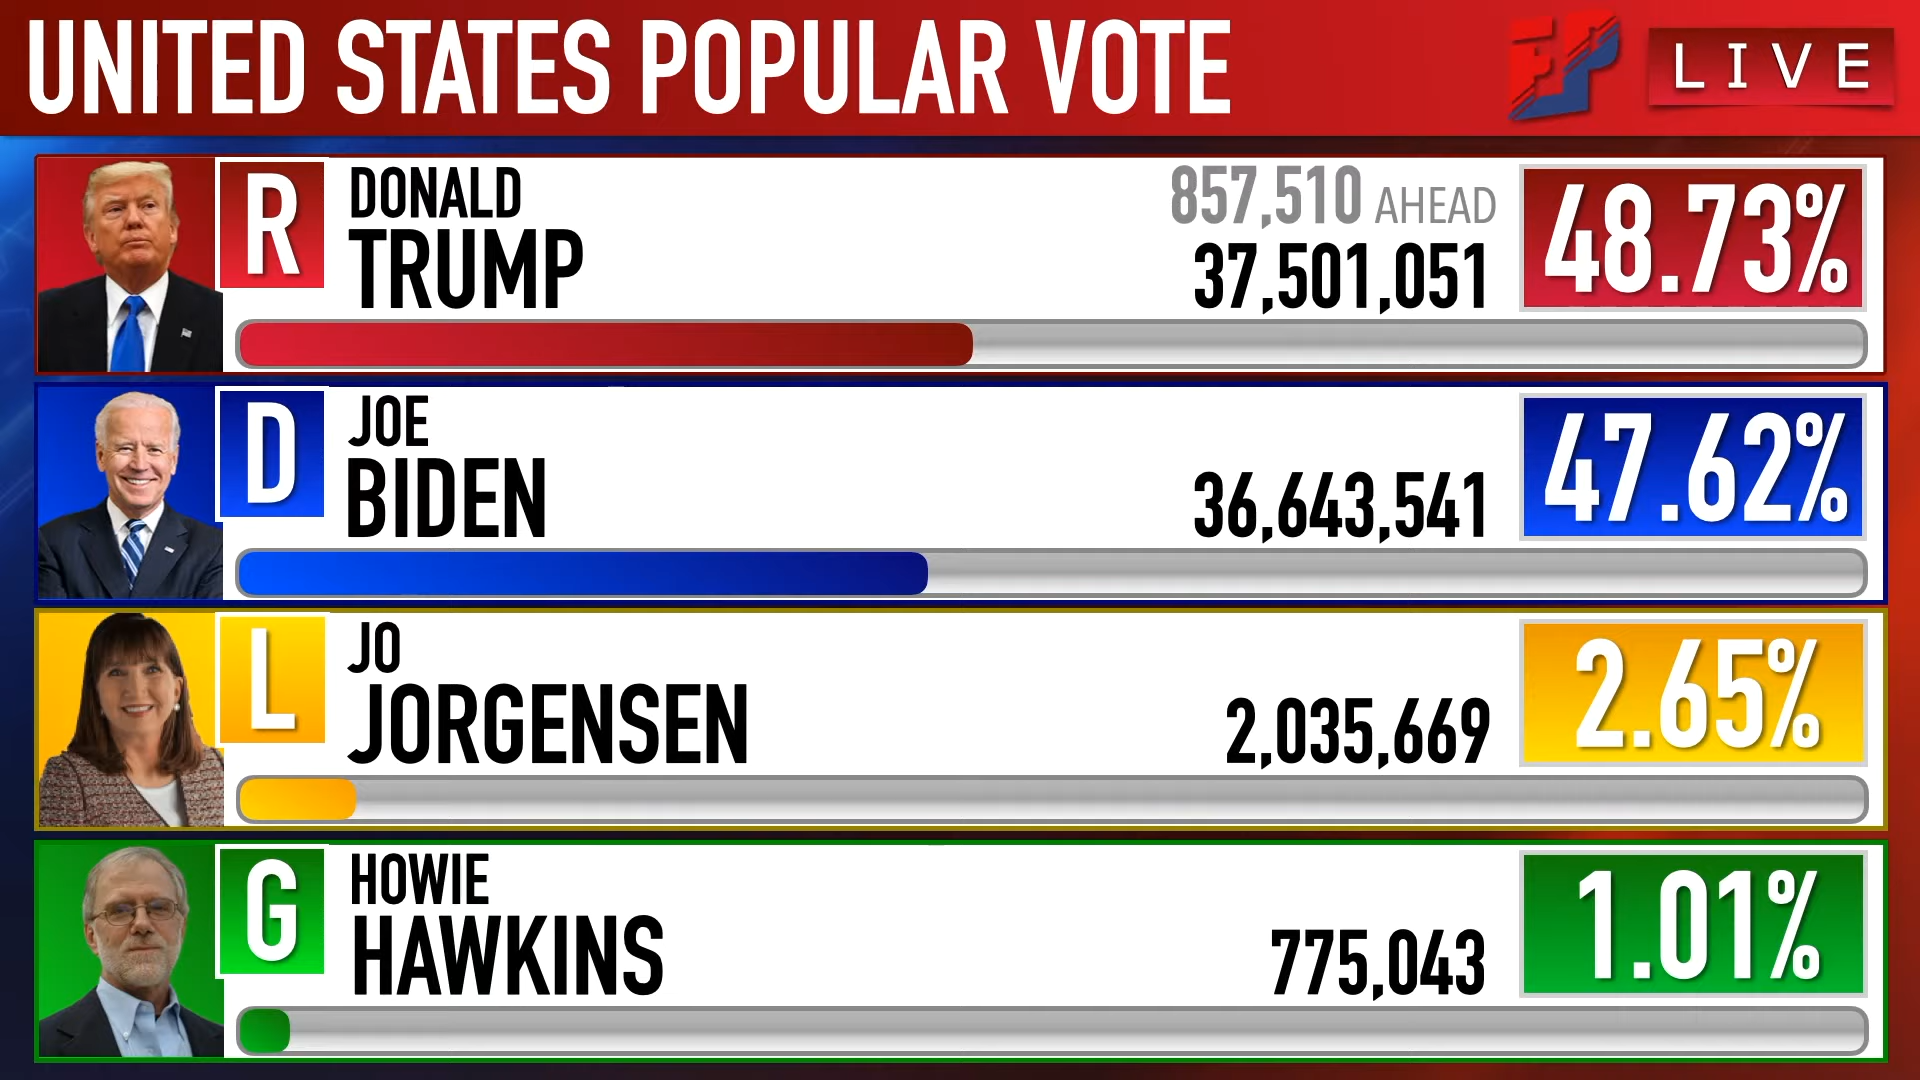 UNITED STATES POPULAR VOTE
EP
LIVE
R
DONALD
TRUMP
857,510 AHEAD
37,501,051
48.73%
D
JOE
BIDEN
36,643,541
47.62%
L
JO
JORGENSEN
2,035,669
2.65%
G
HOWIE
HAWKINS
775,043
1.01%